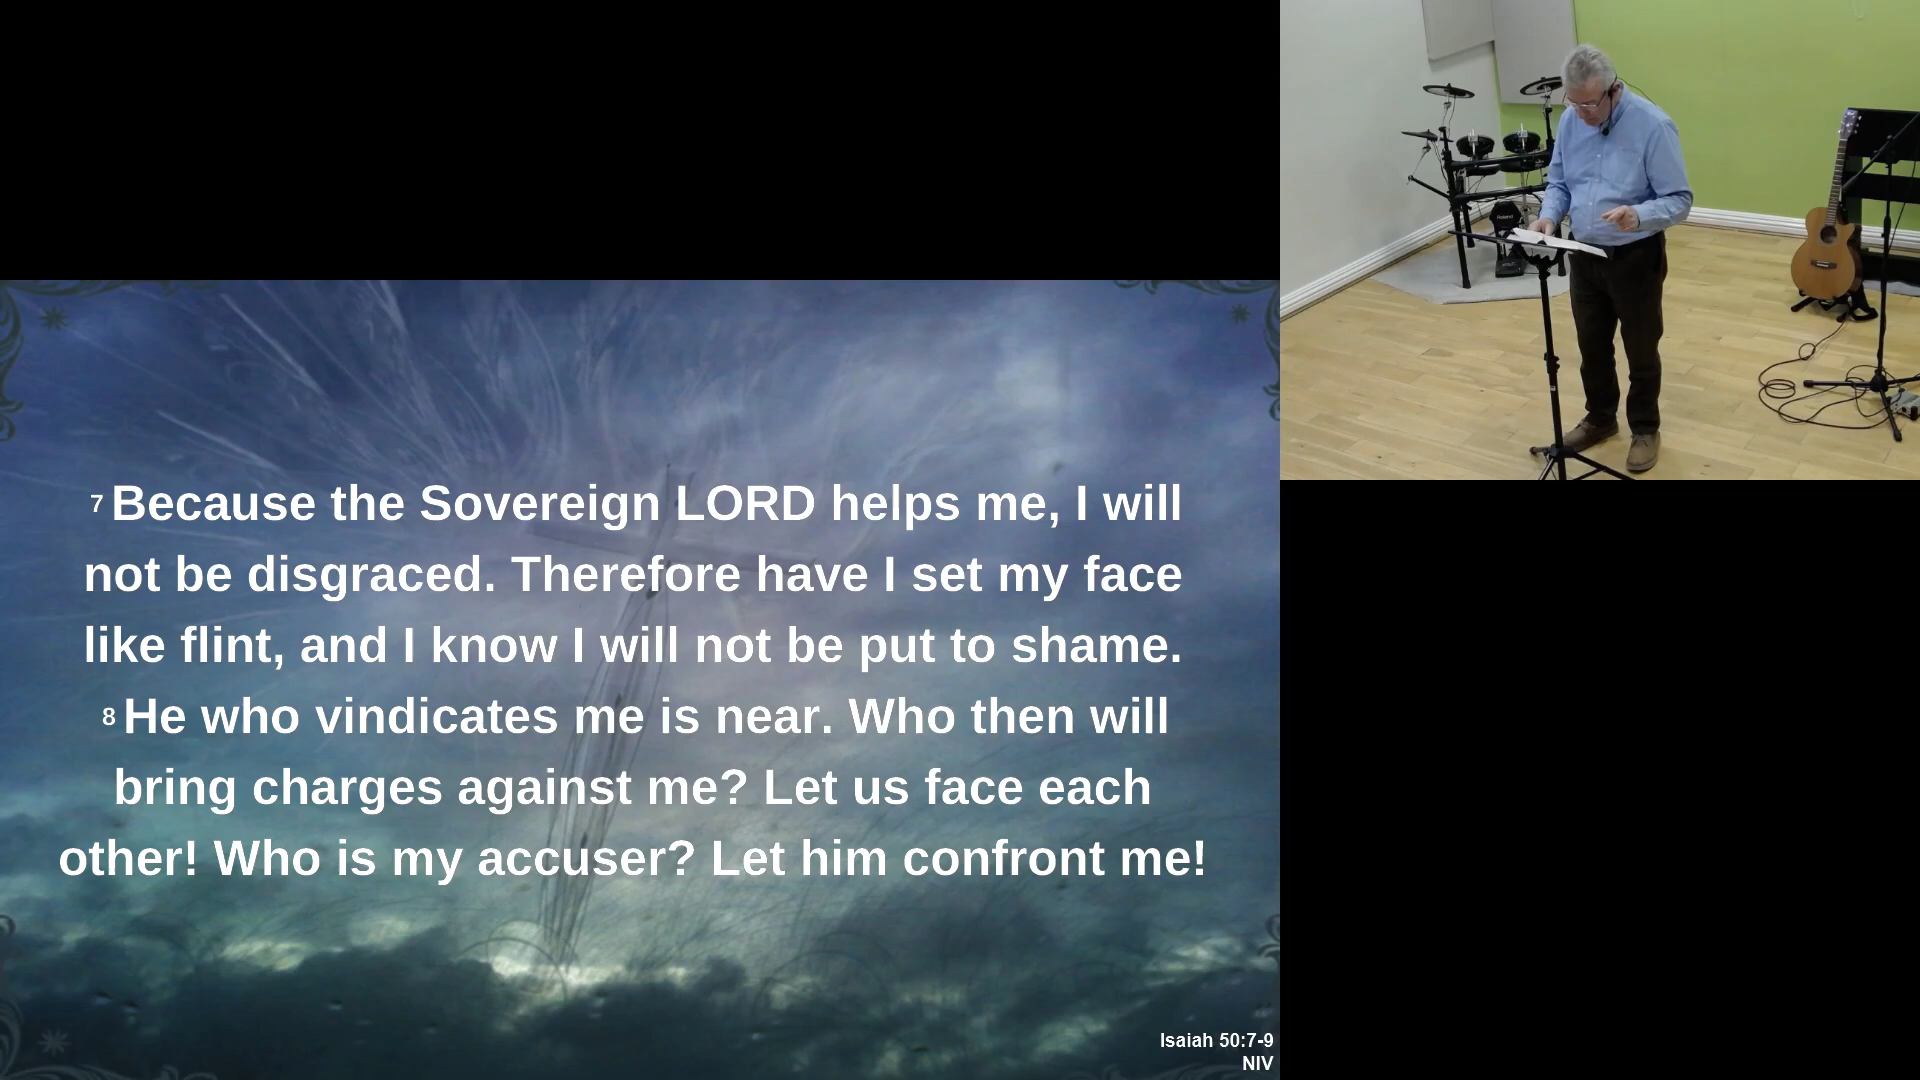 7 Because the Sovereign LORD helps me, I will
not be disgraced. Therefore have I set my face
like flint, and I know I will not be put to shame.
8 He who vindicates me is near. Who then will
bring charges against me? Let us face each
other! Who is my accuser? Let him confront me!
Isaiah 50:7-9
NIV
Roland